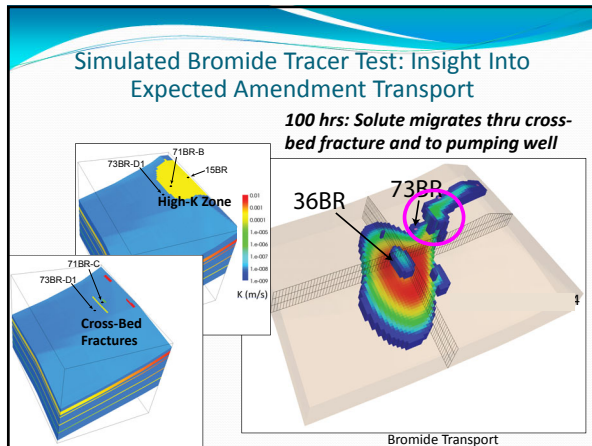 Simulated Bromide Tracer Test: Insight Into
Expected Amendment Transport
100 hrs: Solute migrates thru cross-
bed fracture and to pumping well
71BR-B
73BR-D1
15BR
High-K Zone
0.01
0.001
0.0001
1.e-005
1.e-006
1.e-007
1.e-008
1.e-009
K (m/s)
71BR-C
73BR-D1
Cross-Bed
Fractures
36BR
73BR
Bromide Transport